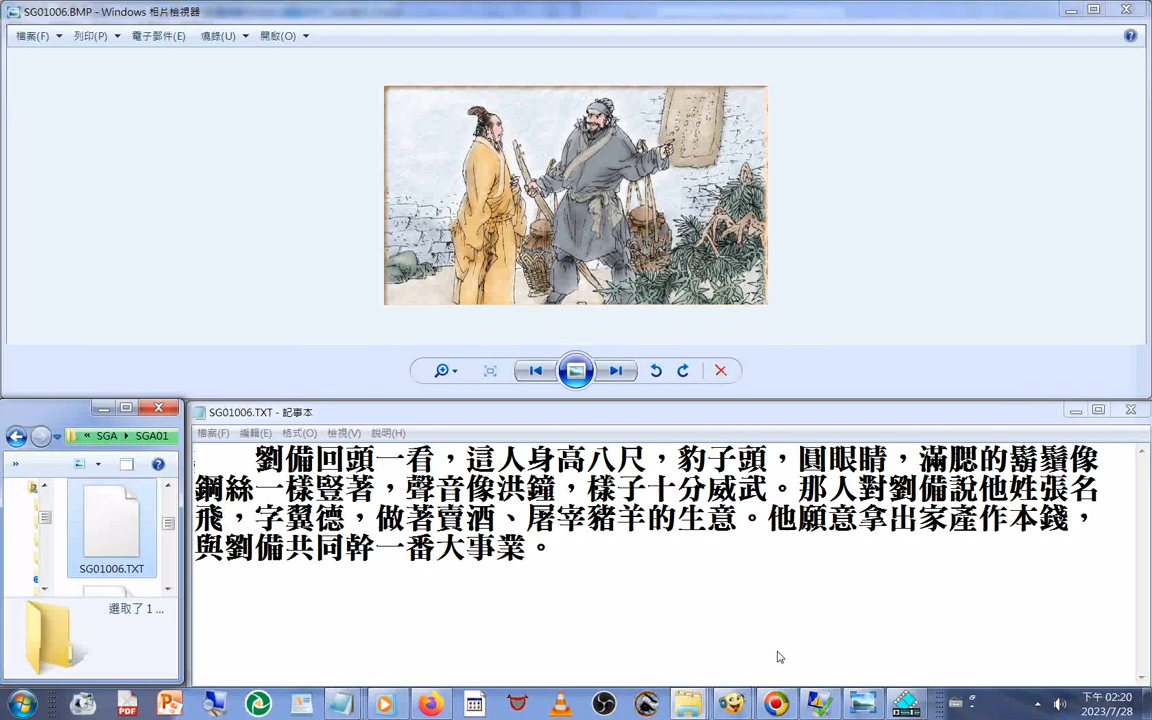 SG01006.BMP - Windows 相片檢視器
檔案(F) 列印(P) 電子郵件(E) 燒錄(U) 開啟(O)
« SGA SGA01
»
SG01006.TXT
選取了 1 ...
SG01006.TXT - 記事本
檔案(F) 編輯(E) 格式(O) 檢視(V) 說明(H)
劉備回頭一看，這人身高八尺，豹子頭，圓眼睛，滿腮的鬍鬚像
鋼絲一樣豎著，聲音像洪鐘，樣子十分威武。那人對劉備說他姓張名
飛，字翼德，做著賣酒、屠宰豬羊的生意。他願意拿出家產作本錢，
與劉備共同幹一番大事業。
PDF
下午 02:20
2023/7/28